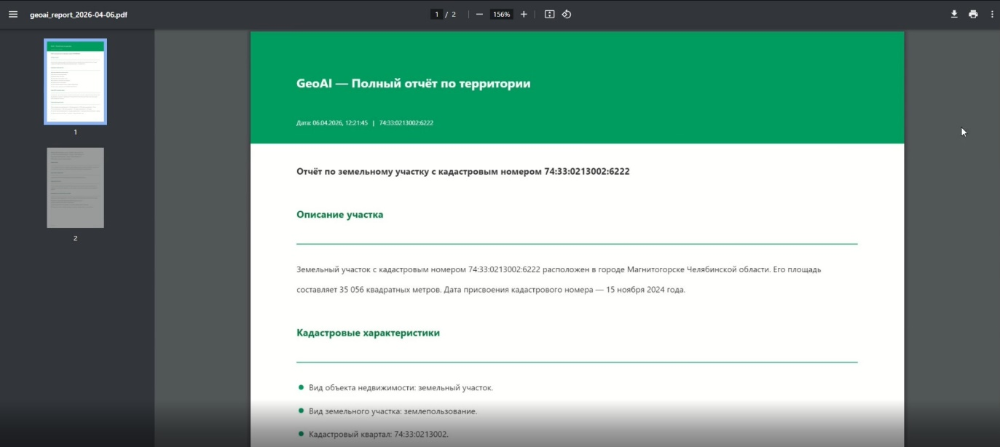 geoai_report_2026-04-06.pdf
1 / 2
156%
1
2
GeoAI — Полный отчёт по территории
Дата: 06.04.2026, 12:21:45 | 74:33:0213002:6222
Отчёт по земельному участку с кадастровым номером 74:33:0213002:6222
Описание участка
Земельный участок с кадастровым номером 74:33:0213002:6222 расположен в городе Магнитогорске Челябинской области. Его площадь
составляет 35 056 квадратных метров. Дата присвоения кадастрового номера — 15 ноября 2024 года.
Кадастровые характеристики
Вид объекта недвижимости: земельный участок.
Вид земельного участка: землепользование.
Кадастровый квартал: 74:33:0213002.